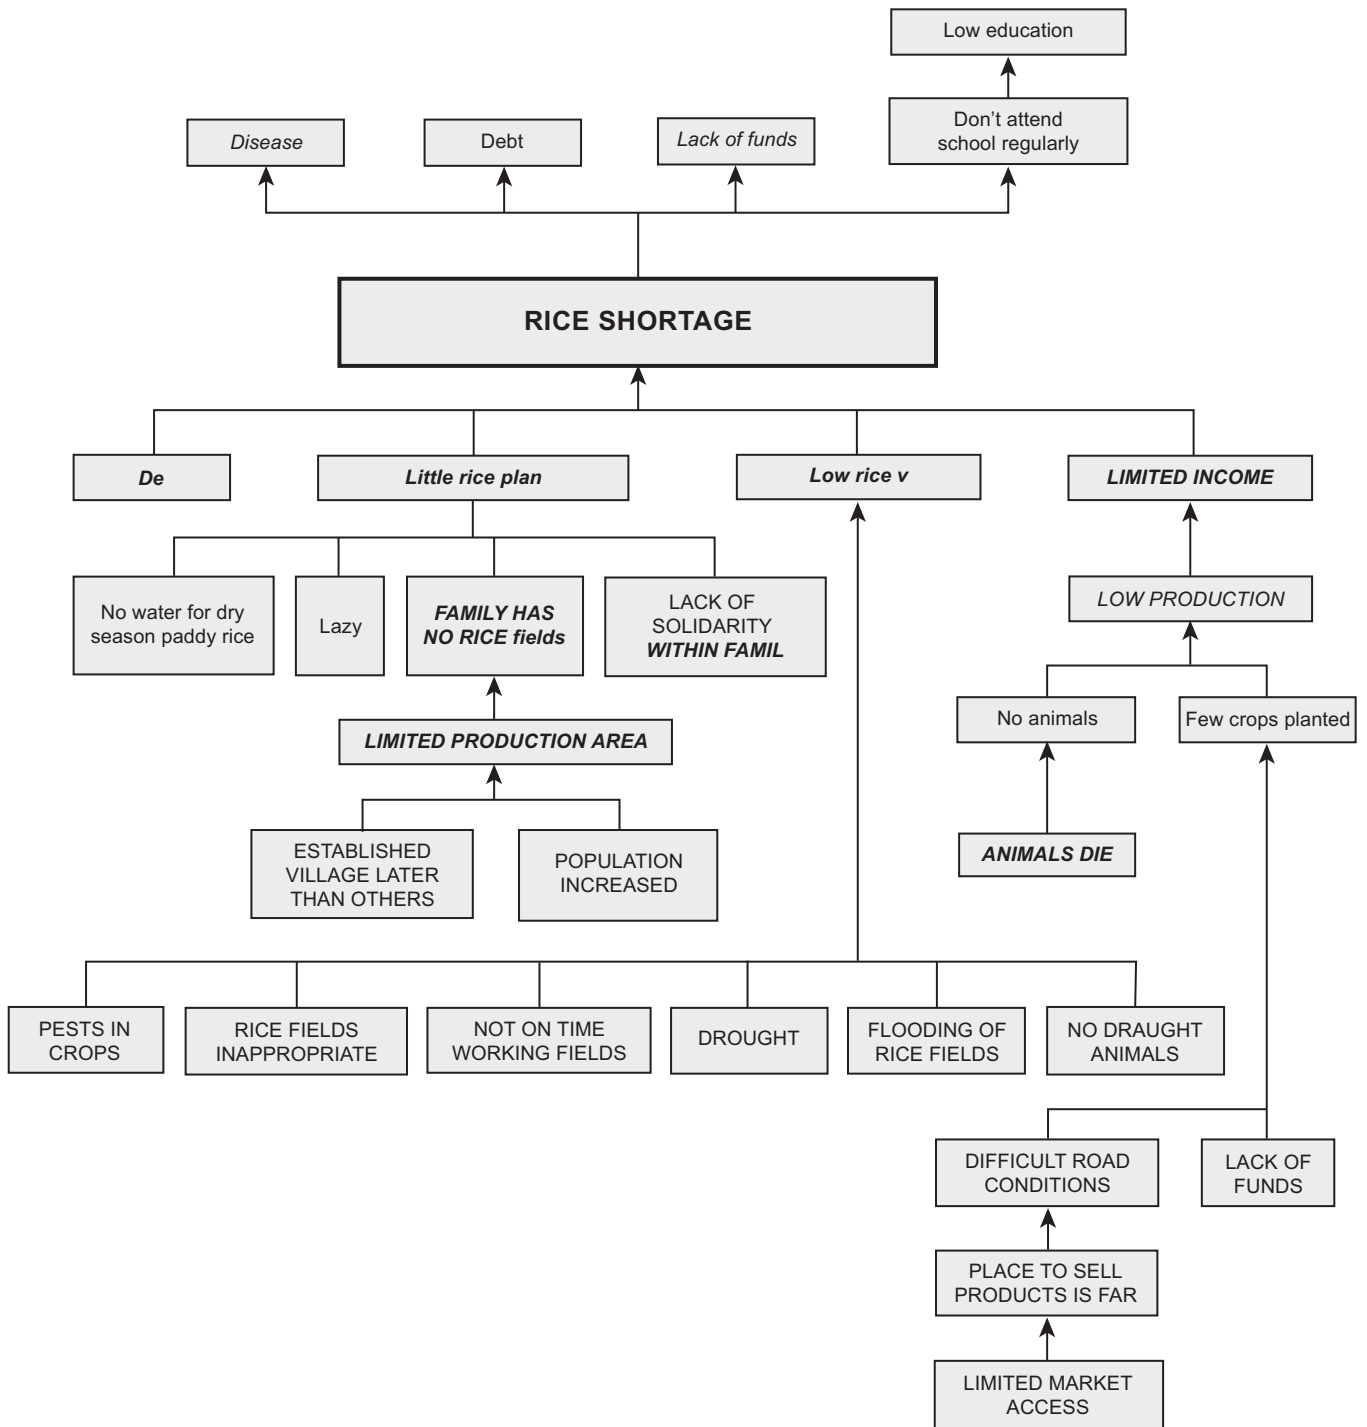 Low education
Don't attend
school regularly
Disease
Debt
Lack of funds
RICE SHORTAGE
De
Little rice plan
Low rice v
LIMITED INCOME
No water for dry
season paddy rice
Lazy
FAMILY HAS
NO RICE fields
LACK OF
SOLIDARITY
WITHIN FAMIL
LOW PRODUCTION
No animals
Few crops planted
LIMITED PRODUCTION AREA
ANIMALS DIE
ESTABLISHED
VILLAGE LATER
THAN OTHERS
POPULATION
INCREASED
PESTS IN
CROPS
RICE FIELDS
INAPPROPRIATE
NOT ON TIME
WORKING FIELDS
DROUGHT
FLOODING OF
RICE FIELDS
NO DRAUGHT
ANIMALS
DIFFICULT ROAD
CONDITIONS
LACK OF
FUNDS
PLACE TO SELL
PRODUCTS IS FAR
LIMITED MARKET
ACCESS